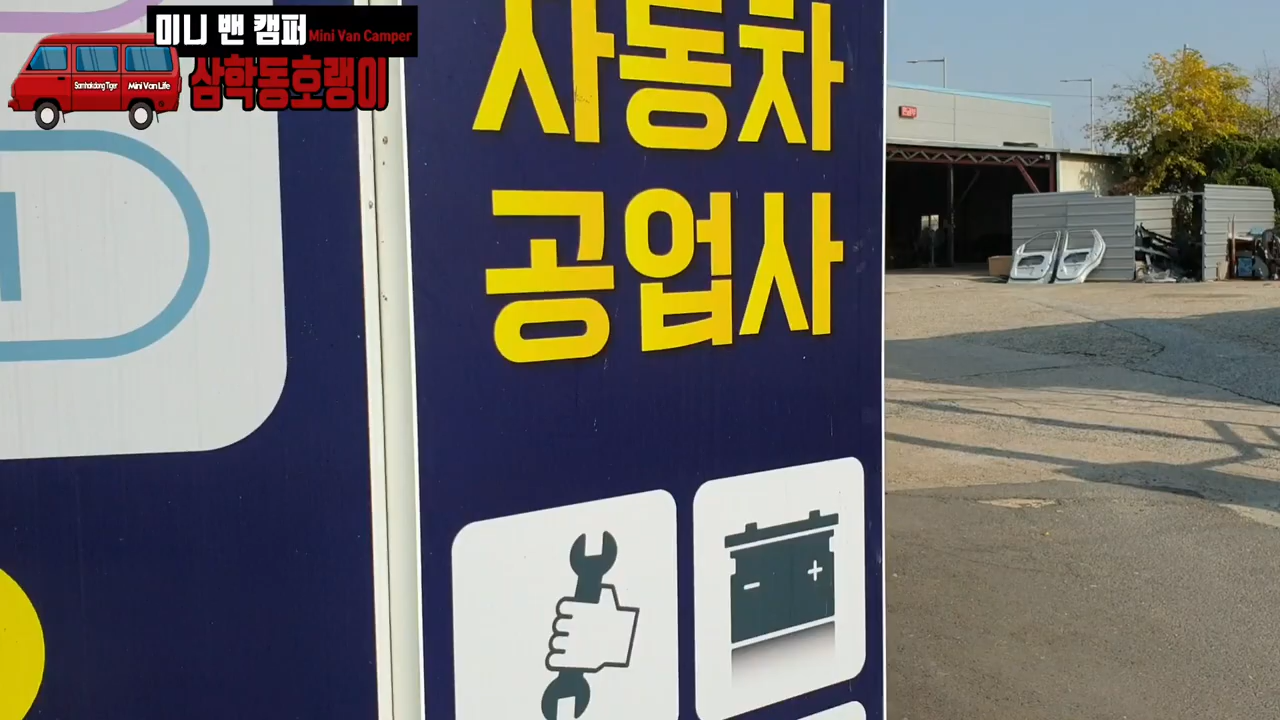 미니 밴 캠퍼 Mini Van Camper
삼학동호랭이
Samhakdong Tiger
Mini Van Life
자동차
공업사